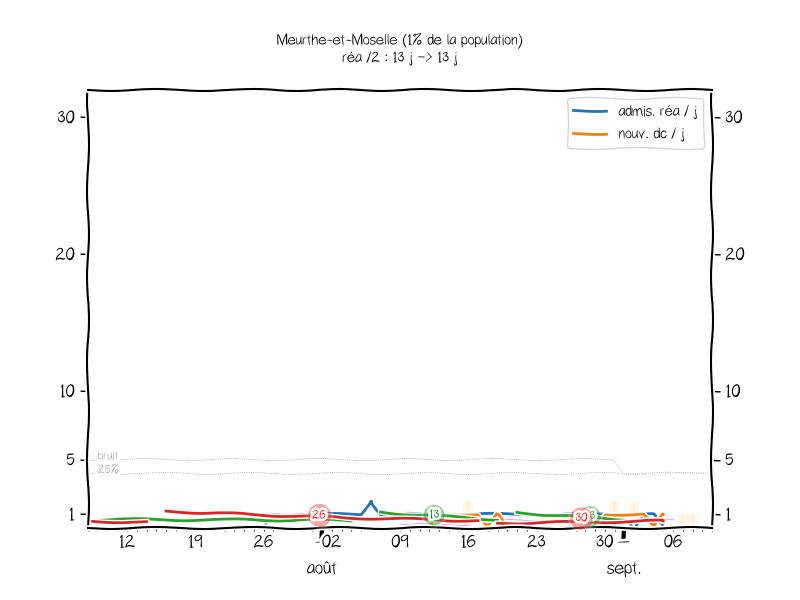 Meurthe-et-Moselle (1% de la population)
réa /2 : 13 j -> 13 j
admis. réa / j
nouv. dc / j
30 30
20 20
10 10
5 5
1 1
bruit
25%
26 13 30
12 19 26 02 09 16 23 30 06
août sept.